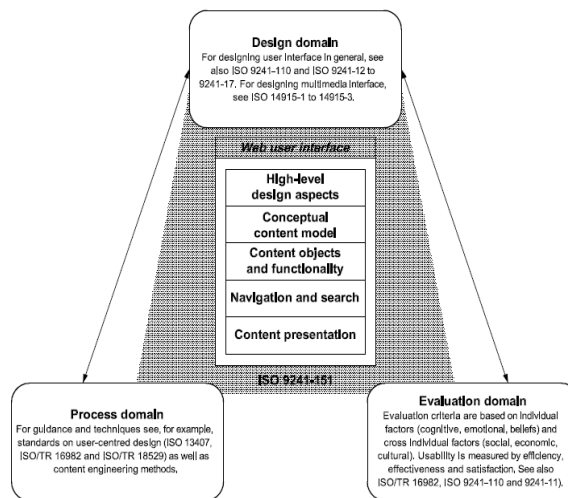 Design domain
For designing user interface in general, see
also ISO 9241-110 and ISO 9241-12 to
9241-17. For designing multimedia interface,
see ISO 14915-1 to 14915-3.
Web user interface
High-level
design aspects
Conceptual
content model
Content objects
and functionality
Navigation and search
Content presentation
ISO 9241-151
Process domain
For guidance and techniques see, for example,
standards on user-centred design (ISO 13407,
ISO/TR 16982 and ISO/TR 18529) as well as
content engineering methods.
Evaluation domain
Evaluation criteria are based on individual
factors (cognitive, emotional, beliefs) and
cross individual factors (social, economic,
cultural). Usability is measured by efficiency,
effectiveness and satisfaction. See also
ISO/TR 16982, ISO 9241-110 and 9241-11).